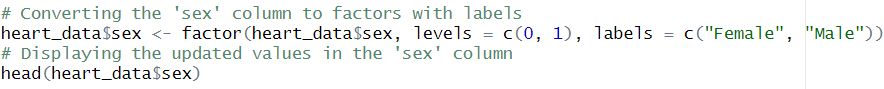 # Converting the 'sex' column to factors with labels
heart_data$sex <- factor(heart_data$sex, levels = c(0, 1), labels = c("Female", "Male"))
# Displaying the updated values in the 'sex' column
head(heart_data$sex)